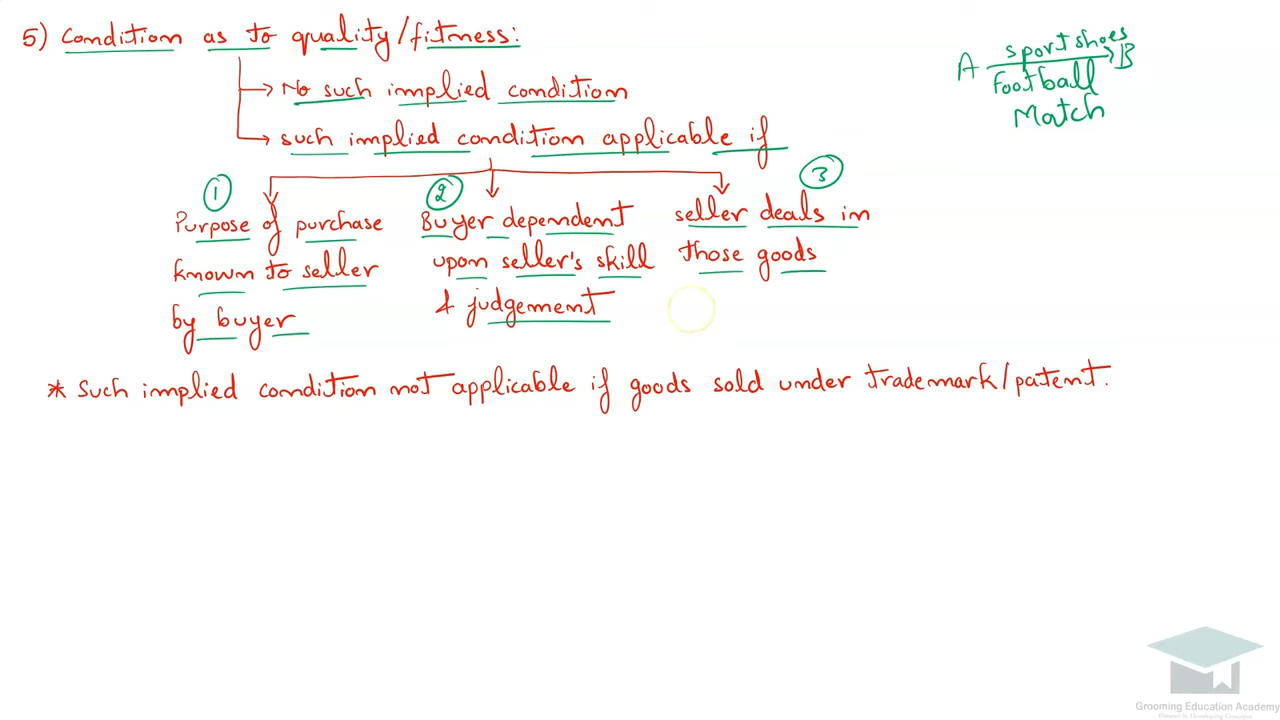 5) Condition as to quality/fitness:
A sport shoes B
Football
Match
No such implied condition
such implied condition applicable if
1 2 3
Purpose of purchase Buyer dependent seller deals in
known to seller upon seller's skill those goods
by buyer & judgement
* Such implied condition not applicable if goods sold under trademark/patent.
Grooming Education Academy